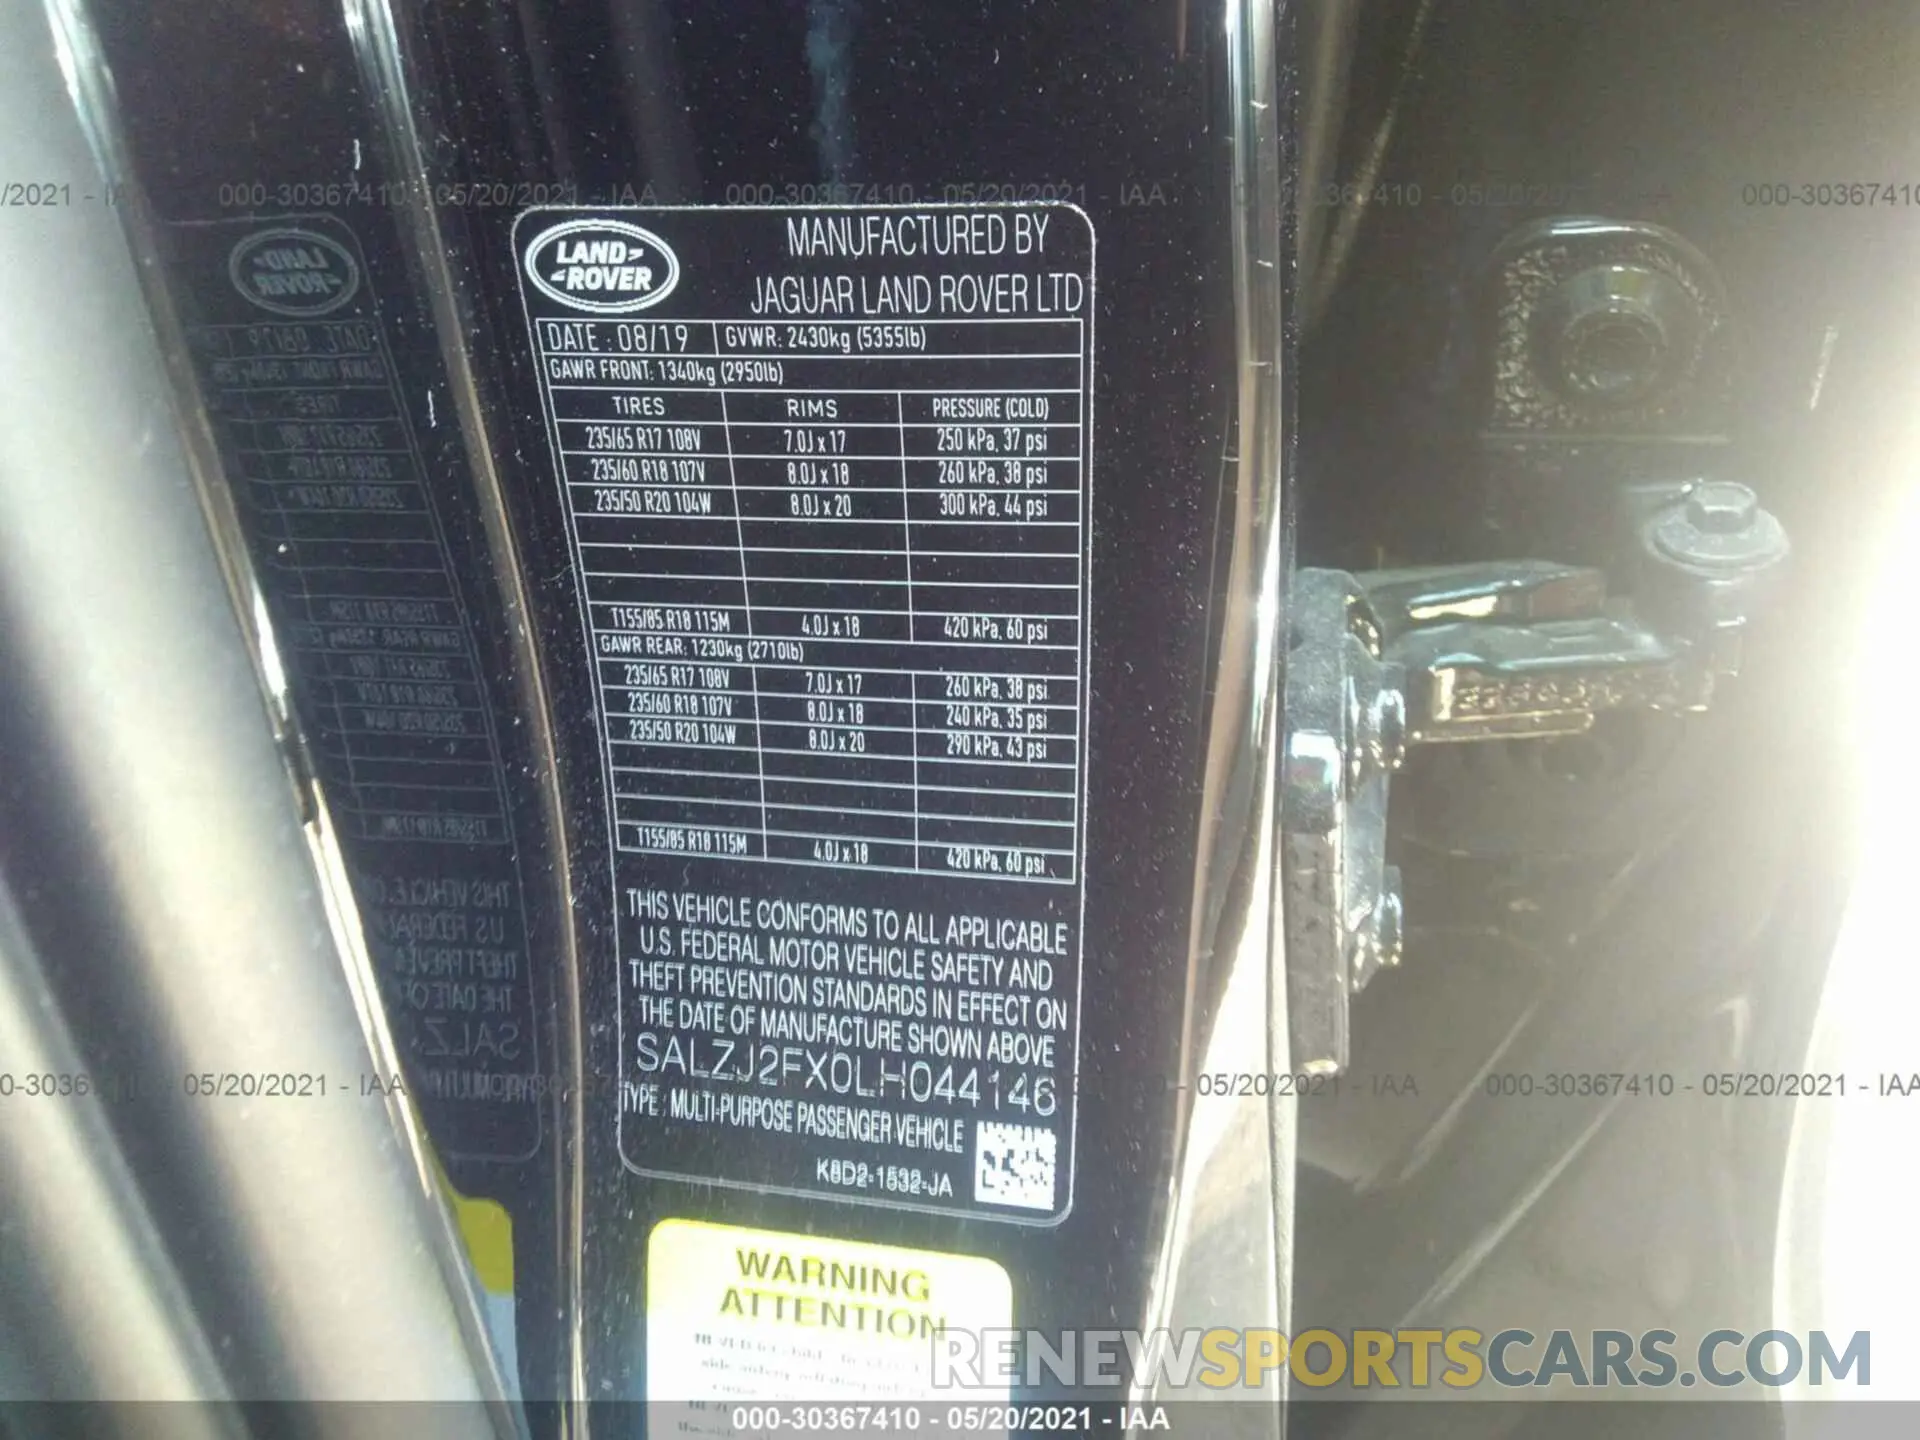 000-30367410 - 05/20/2021 - IAA
LAND
ROVER
MANUFACTURED BY
JAGUAR LAND ROVER LTD
DATE : 08/19 GVWR: 2430kg (5355lb)
GAWR FRONT: 1340kg (2950lb)
TIRES RIMS PRESSURE (COLD)
235/65 R17 108V 7.0J x 17 250 kPa, 37 psi
235/60 R18 107V 8.0J x 18 260 kPa, 38 psi
235/50 R20 104W 8.0J x 20 300 kPa, 44 psi
T155/85 R18 115M 4.0J x 18 420 kPa, 60 psi
GAWR REAR: 1230kg (2710lb)
235/65 R17 108V 7.0J x 17 260 kPa, 38 psi
235/60 R18 107V 8.0J x 18 240 kPa, 35 psi
235/50 R20 104W 8.0J x 20 290 kPa, 43 psi
T155/85 R18 115M 4.0J x 18 420 kPa, 60 psi
THIS VEHICLE CONFORMS TO ALL APPLICABLE
U.S. FEDERAL MOTOR VEHICLE SAFETY AND
THEFT PREVENTION STANDARDS IN EFFECT ON
THE DATE OF MANUFACTURE SHOWN ABOVE
SALZJ2FX0LH044146
TYPE : MULTI-PURPOSE PASSENGER VEHICLE
K8D2-1532-JA
WARNING
ATTENTION
RENEWSPORTSCARS.COM
000-30367410 - 05/20/2021 - IAA